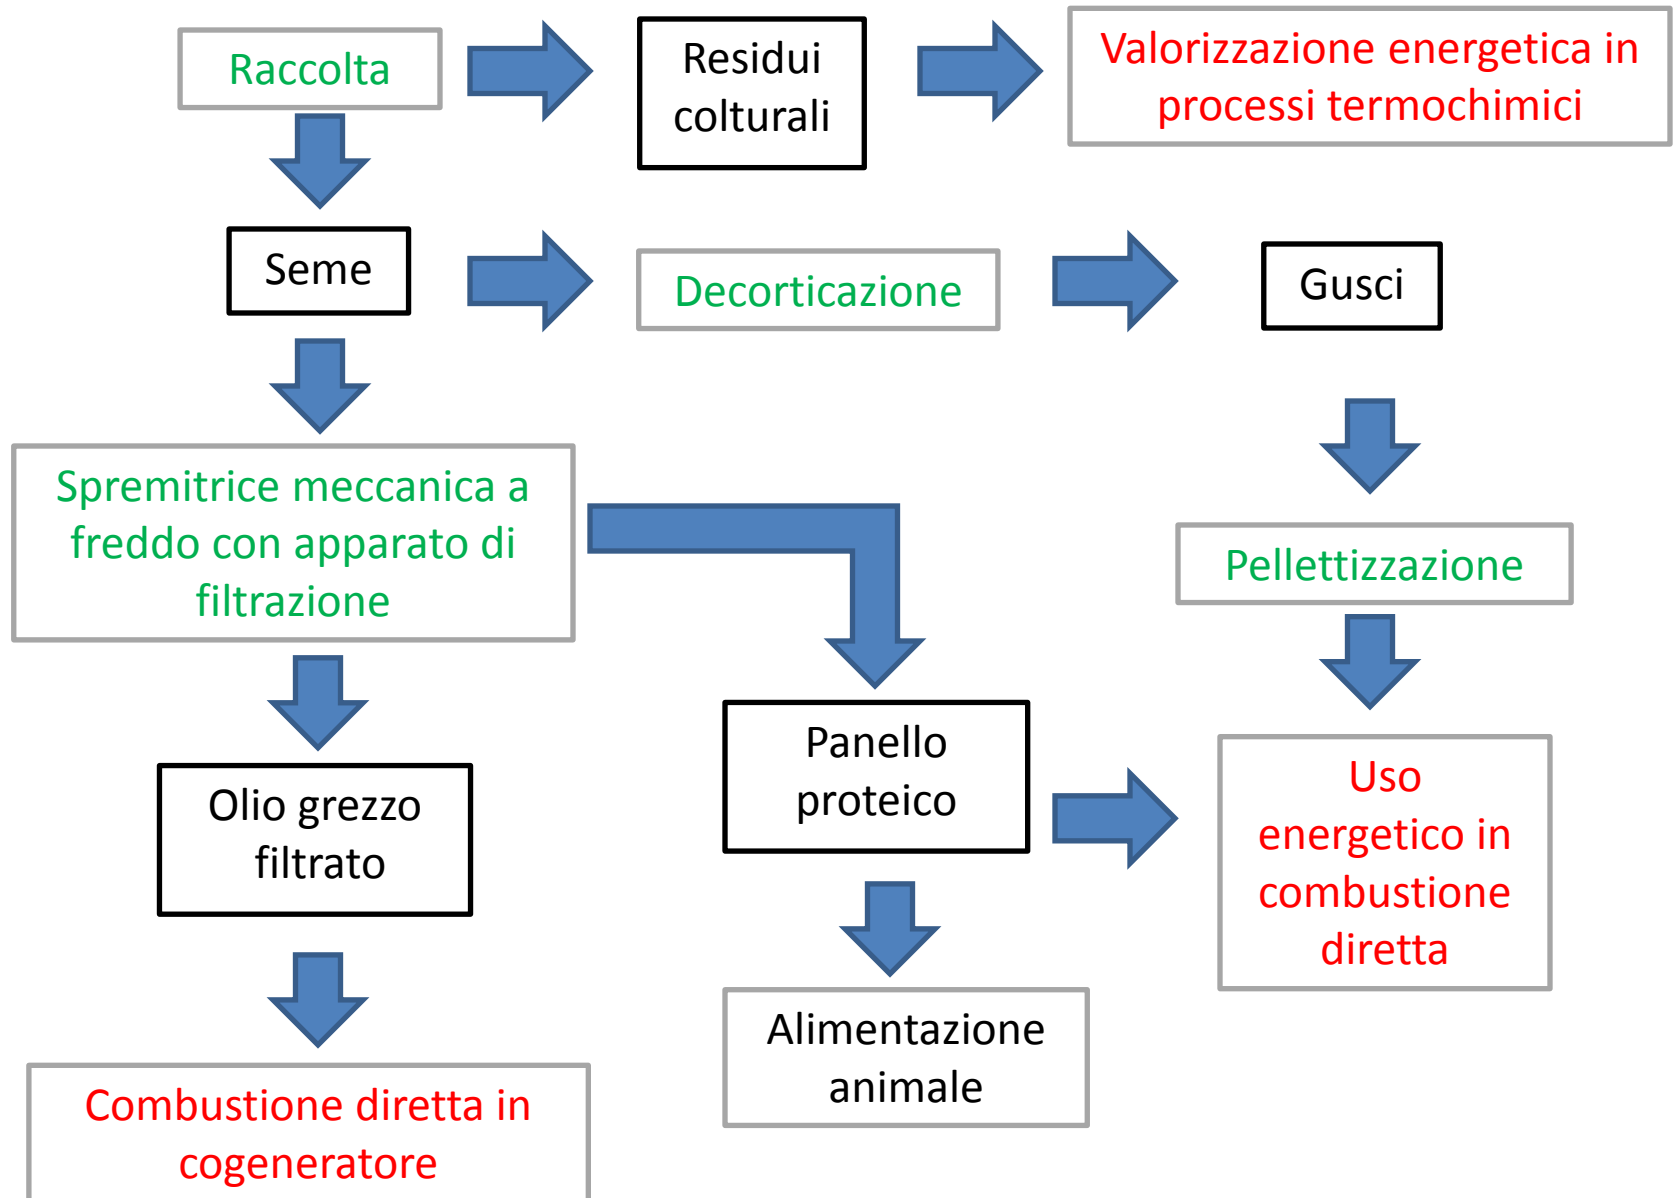 Raccolta
Residui
colturali
Valorizzazione energetica in
processi termochimici
Seme
Decorticazione
Gusci
Spremitrice meccanica a
freddo con apparato di
filtrazione
Pellettizzazione
Panello
proteico
Olio grezzo
filtrato
Uso
energetico in
combustione
diretta
Alimentazione
animale
Combustione diretta in
cogeneratore